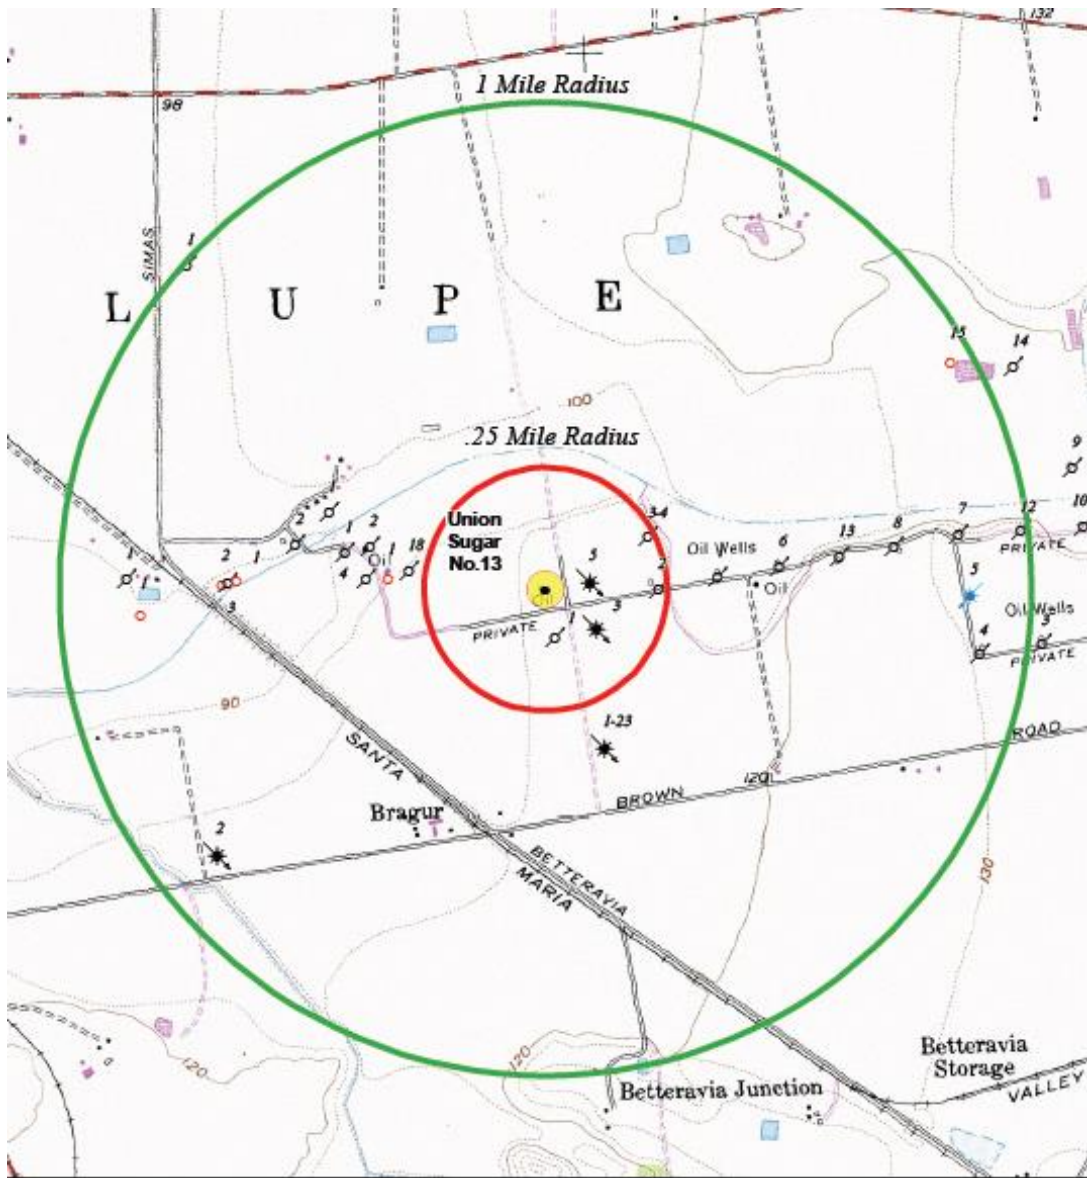 132
1 Mile Radius
98
1
SIMAS
L U P E
15
14
100
.25 Mile Radius
9
Union
Sugar
No.13
3-4
7
12
10
2
1
2
18
Oil
4
5
Oil Wells
6
13
8
PRIVATE
1
1
2
1
3
2
Oil
5
Oil Wells
3
1
PRIVATE
3
4
PRIVATE
90
1-23
SANTA
ROAD
120
BROWN
Bragur
2
BETTERAVIA
MARIA
130
120
120
Betteravia
Storage
Betteravia Junction
VALLEY